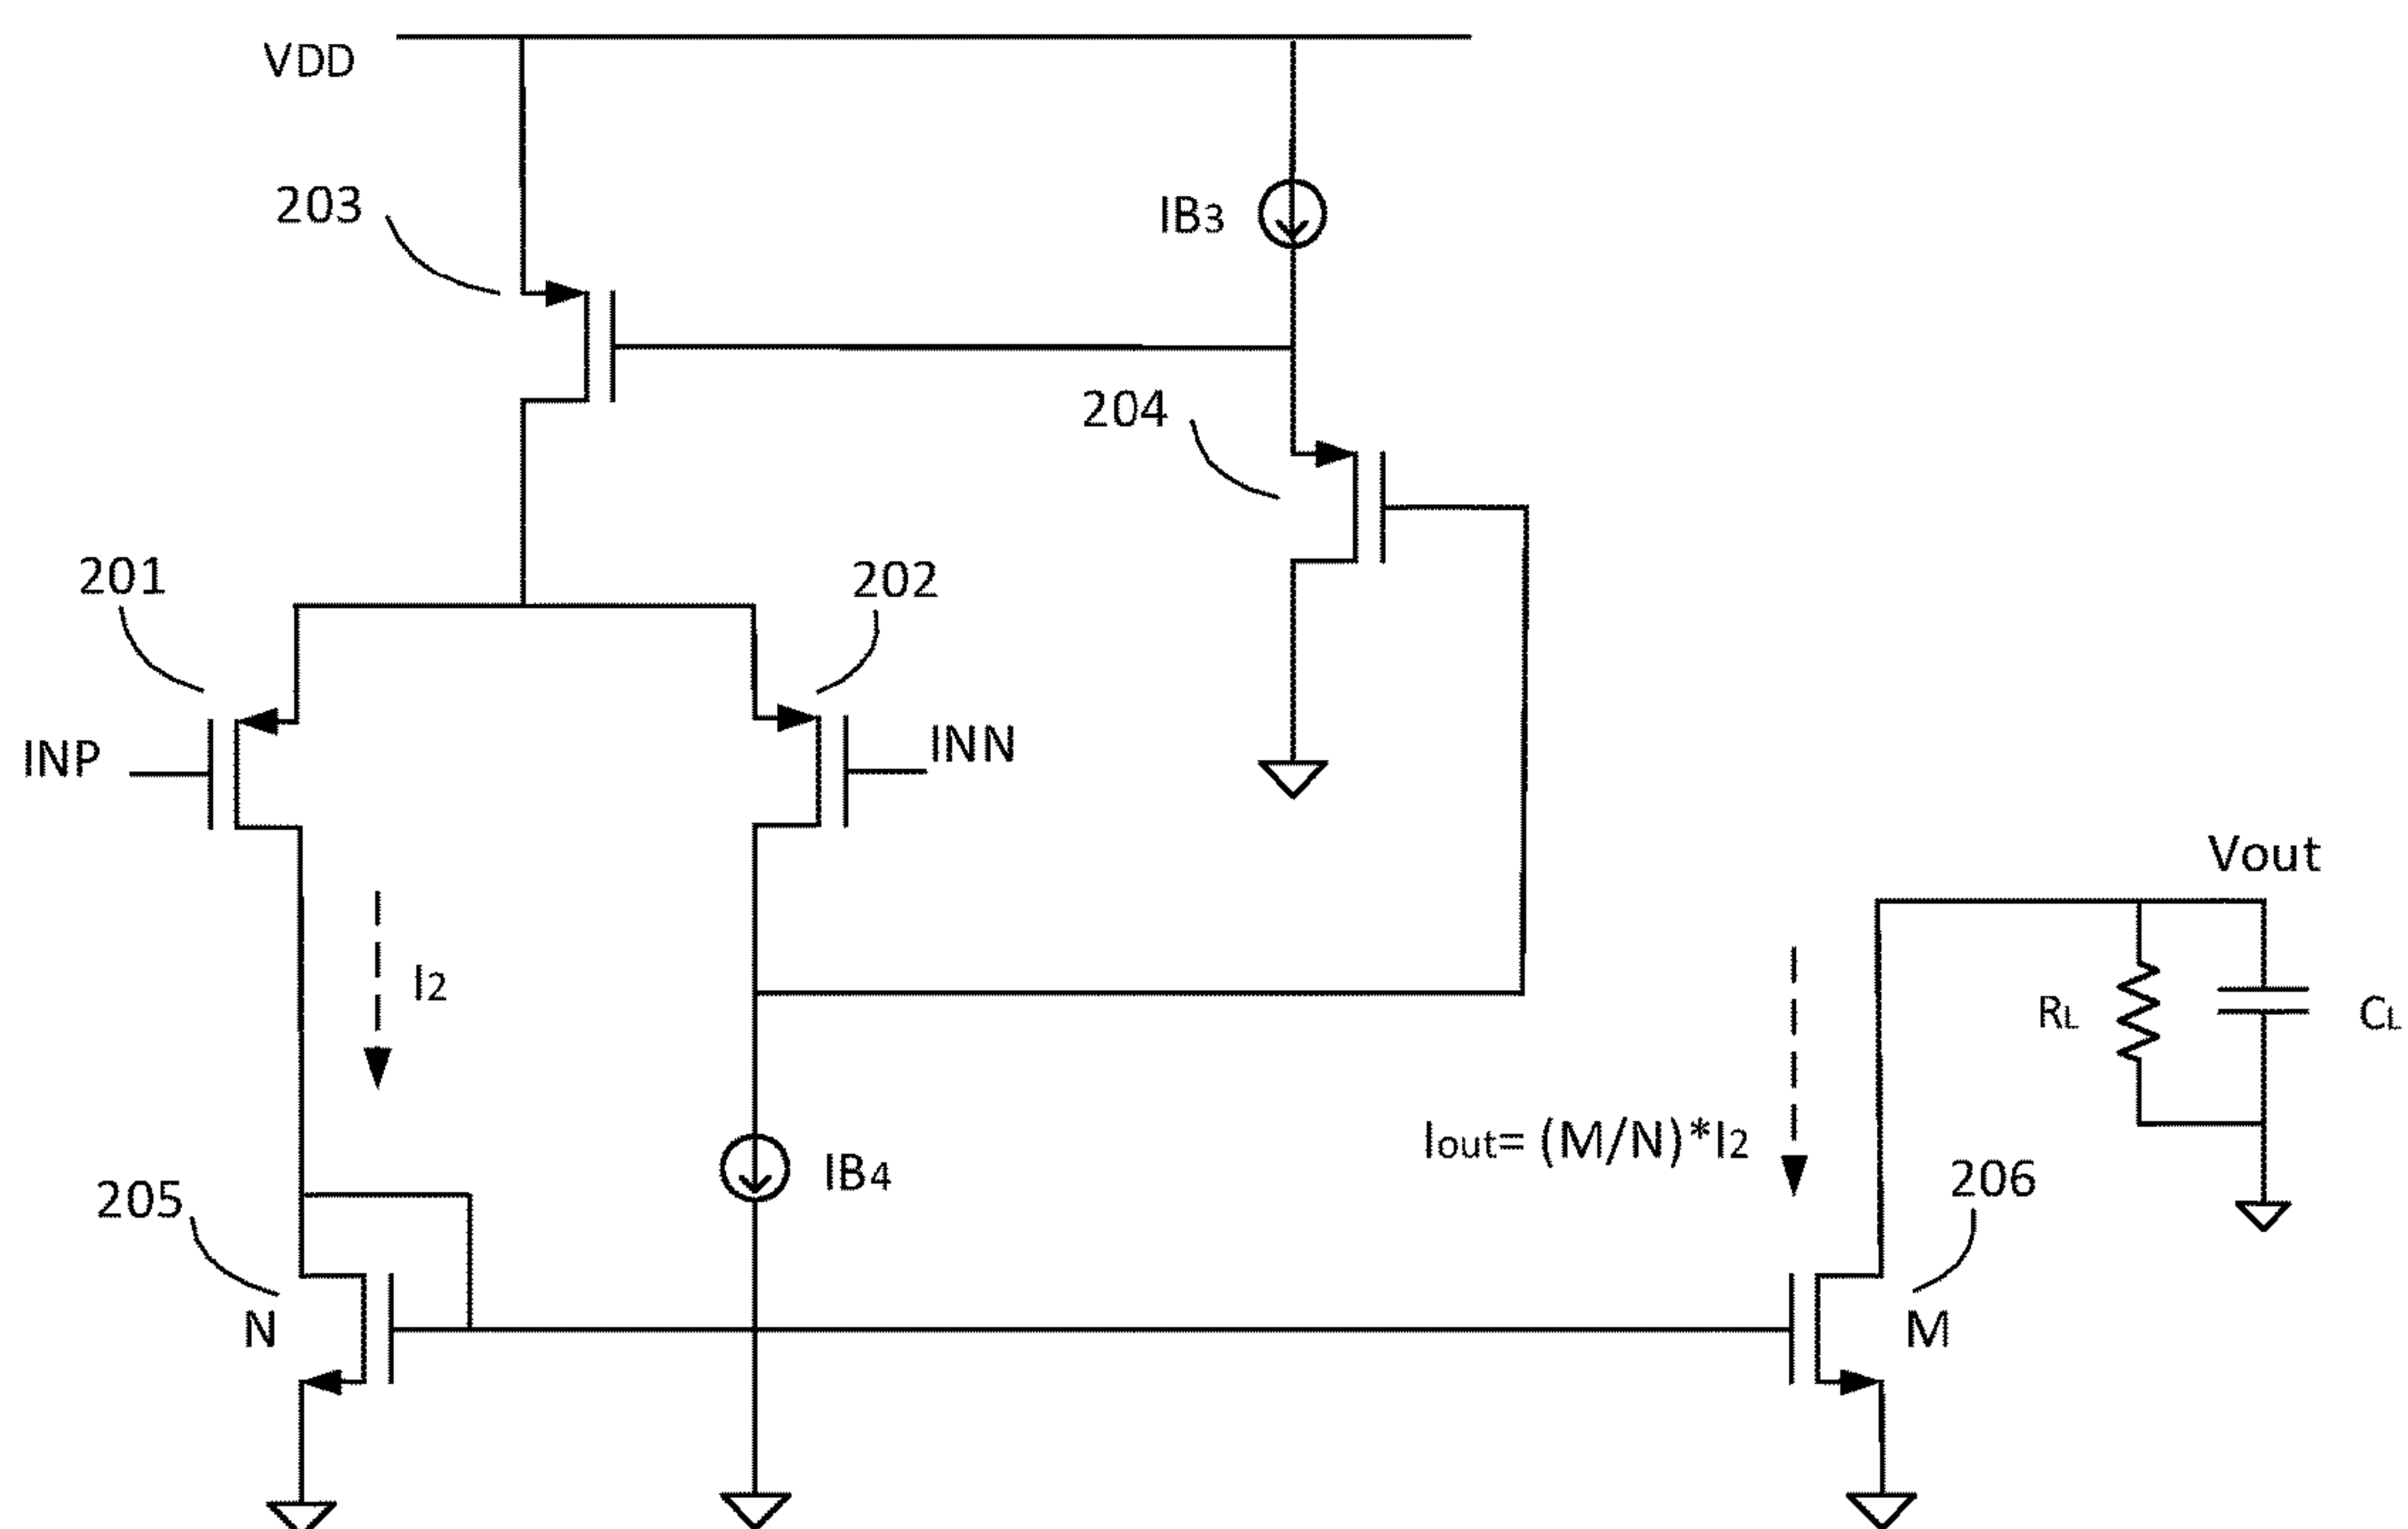 VDD
203
IB3
204
201
202
INP
INN
Vout
I2
RL
CL
Iout= (M/N)*I2
IB4
205
206
N
M